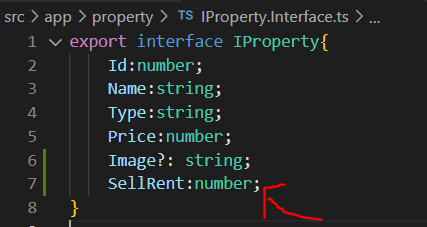 src > app > property > TS IProperty.Interface.ts > ...
1 export interface IProperty{
2 Id:number;
3 Name:string;
4 Type:string;
5 Price:number;
6 Image?: string;
7 SellRent:number;
8 }